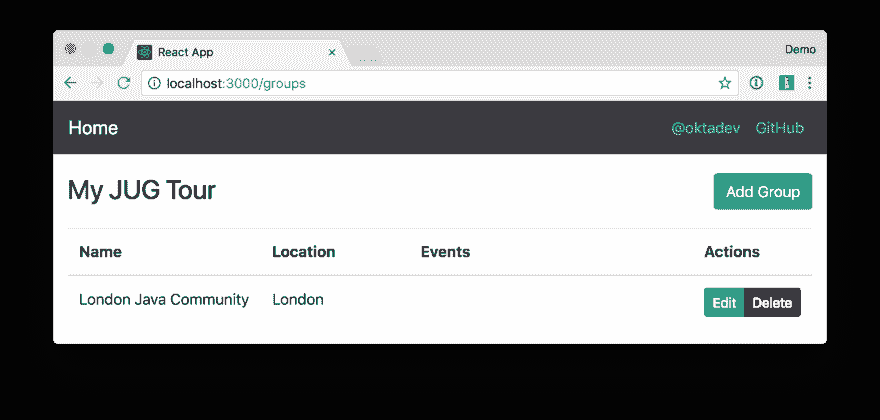 React App
Demo
localhost:3000/groups
Home @oktadev GitHub
My JUG Tour Add Group
Name Location Events Actions
London Java Community London Edit Delete